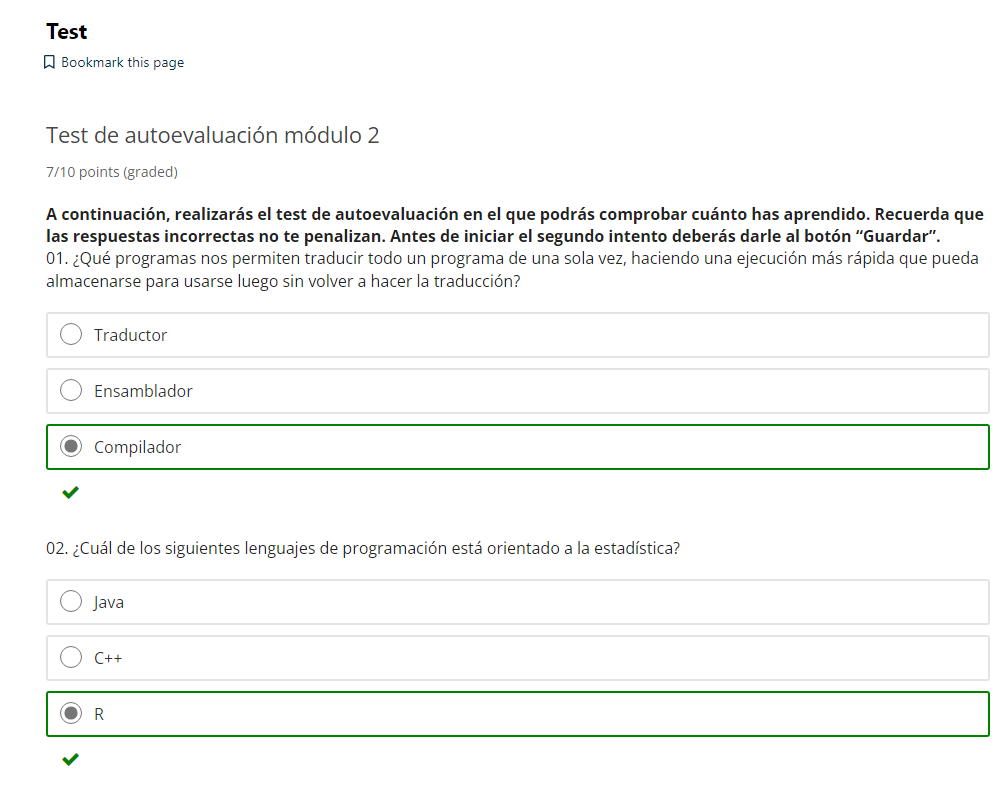 Test
Bookmark this page
Test de autoevaluación módulo 2
7/10 points (graded)
A continuación, realizarás el test de autoevaluación en el que podrás comprobar cuánto has aprendido. Recuerda que
las respuestas incorrectas no te penalizan. Antes de iniciar el segundo intento deberás darle al botón “Guardar”.
01. ¿Qué programas nos permiten traducir todo un programa de una sola vez, haciendo una ejecución más rápida que pueda
almacenarse para usarse luego sin volver a hacer la traducción?
Traductor
Ensamblador
Compilador
02. ¿Cuál de los siguientes lenguajes de programación está orientado a la estadística?
Java
C++
R